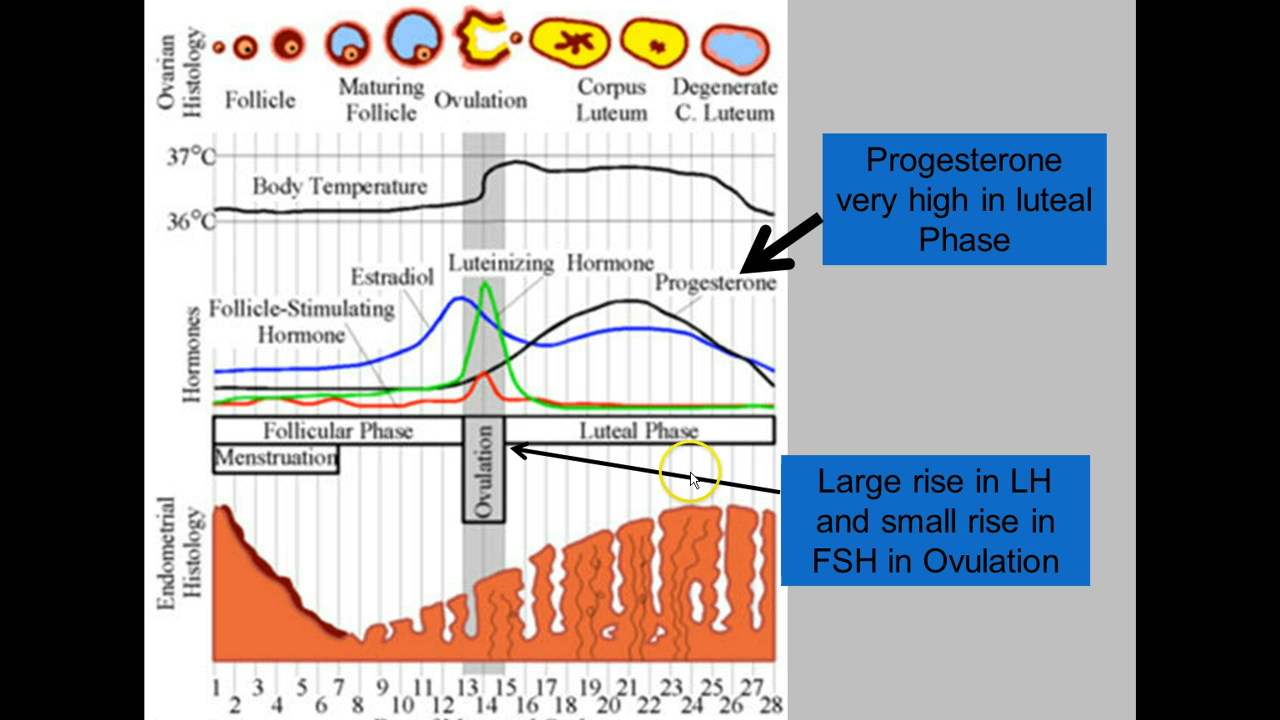 Ovarian
Histology
Follicle
Maturing
Follicle
Ovulation
Corpus
Luteum
Degenerate
C. Luteum
37°C
Body Temperature
36°C
Progesterone
very high in luteal
Phase
Hormones
Luteinizing Hormone
Estradiol
Progesterone
Follicle-Stimulating
Hormone
Follicular Phase
Ovulation
Luteal Phase
Menstruation
Large rise in LH
and small rise in
FSH in Ovulation
Endometrial
Histology
1 3 5 7 9 11 13 15 17 19 21 23 25 27
2 4 6 8 10 12 14 16 18 20 22 24 26 28